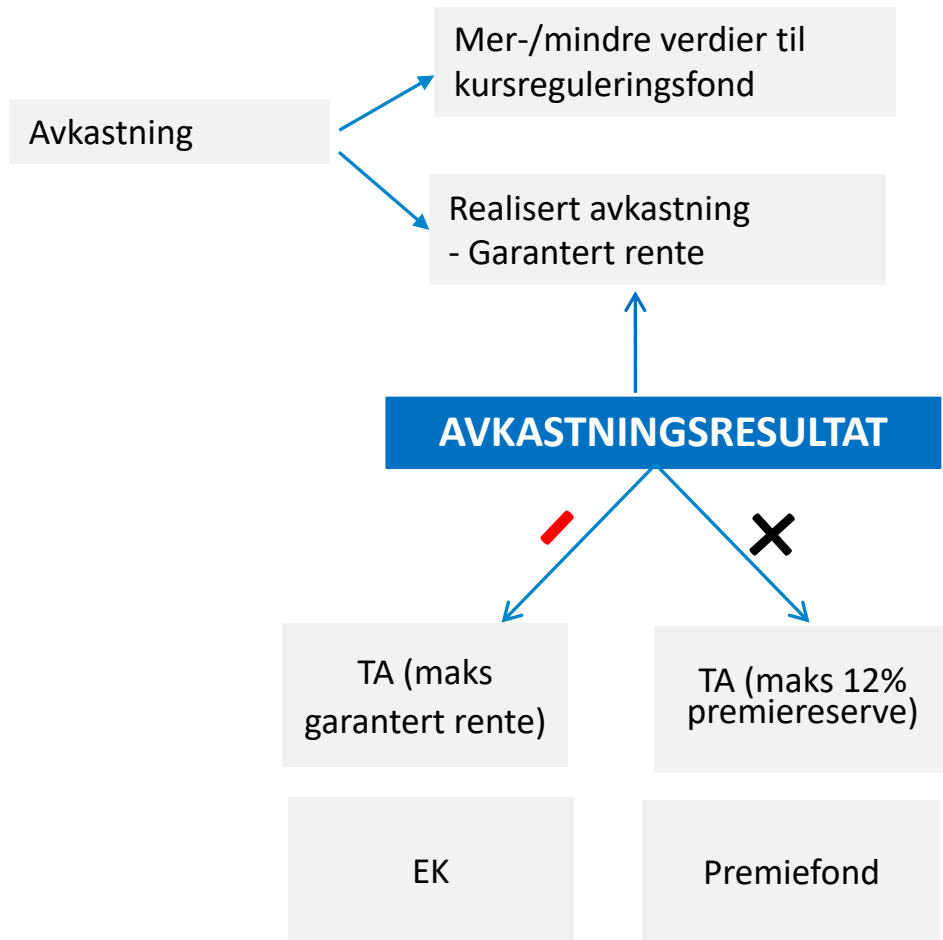 Mer-/mindre verdier til
kursreguleringsfond
Avkastning
Realisert avkastning
- Garantert rente
AVKASTNINGSRESULTAT
TA (maks
garantert rente)
TA (maks 12%
premiereserve)
EK
Premiefond